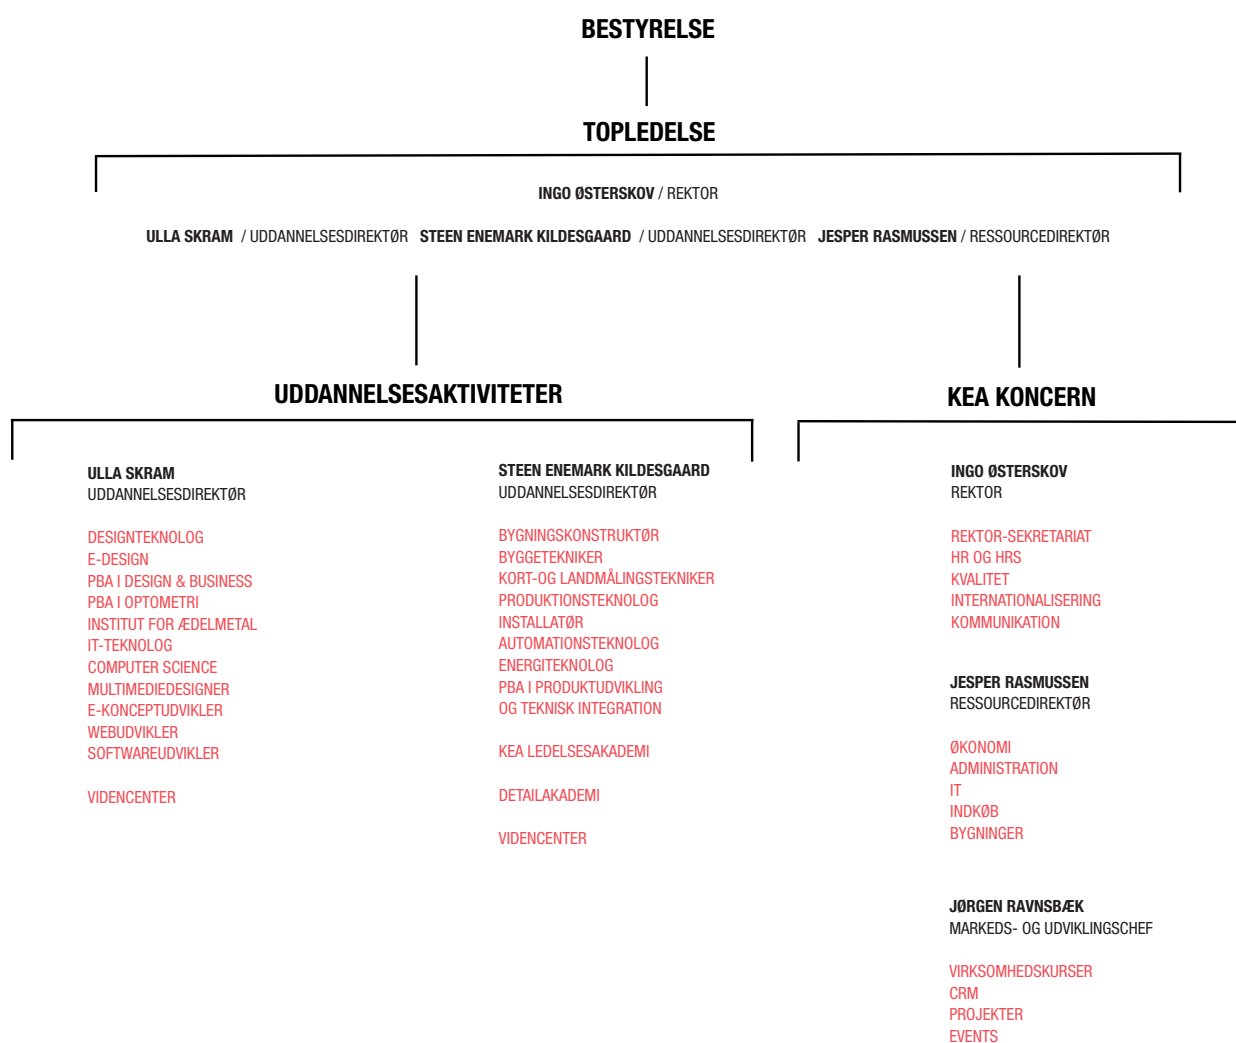 BESTYRELSE
TOPLEDELSE
INGO ØSTERSKOV / REKTOR
ULLA SKRAM / UDDANNELSESDIREKTØR STEEN ENEMARK KILDESGAARD / UDDANNELSESDIREKTØR JESPER RASMUSSEN / RESSOURCEDIREKTØR
UDDANNELSESAKTIVITETER
ULLA SKRAM
UDDANNELSESDIREKTØR
DESIGNTEKNOLOG
E-DESIGN
PBA I DESIGN & BUSINESS
PBA I OPTOMETRI
INSTITUT FOR ÆDELMETAL
IT-TEKNOLOG
COMPUTER SCIENCE
MULTIMEDIEDESIGNER
E-KONCEPTUDVIKLER
WEBUDVIKLER
SOFTWAREUDVIKLER
VIDENCENTER
STEEN ENEMARK KILDESGAARD
UDDANNELSESDIREKTØR
BYGNINGSKONSTRUKTØR
BYGGETEKNIKER
KORT-OG LANDMÅLINGSTEKNIKER
PRODUKTIONSTEKNOLOG
INSTALLATØR
AUTOMATIONSTEKNOLOG
ENERGITEKNOLOG
PBA I PRODUKTUDVIKLING
OG TEKNISK INTEGRATION
KEA LEDELSESAKADEMI
DETAILAKADEMI
VIDENCENTER
KEA KONCERN
INGO ØSTERSKOV
REKTOR
REKTOR-SEKRETARIAT
HR OG HRS
KVALITET
INTERNATIONALISERING
KOMMUNIKATION
JESPER RASMUSSEN
RESSOURCEDIREKTØR
ØKONOMI
ADMINISTRATION
IT
INDKØB
BYGNINGER
JØRGEN RAVNSBÆK
MARKEDS- OG UDVIKLINGSCHEF
VIRKSOMHEDSKURSER
CRM
PROJEKTER
EVENTS